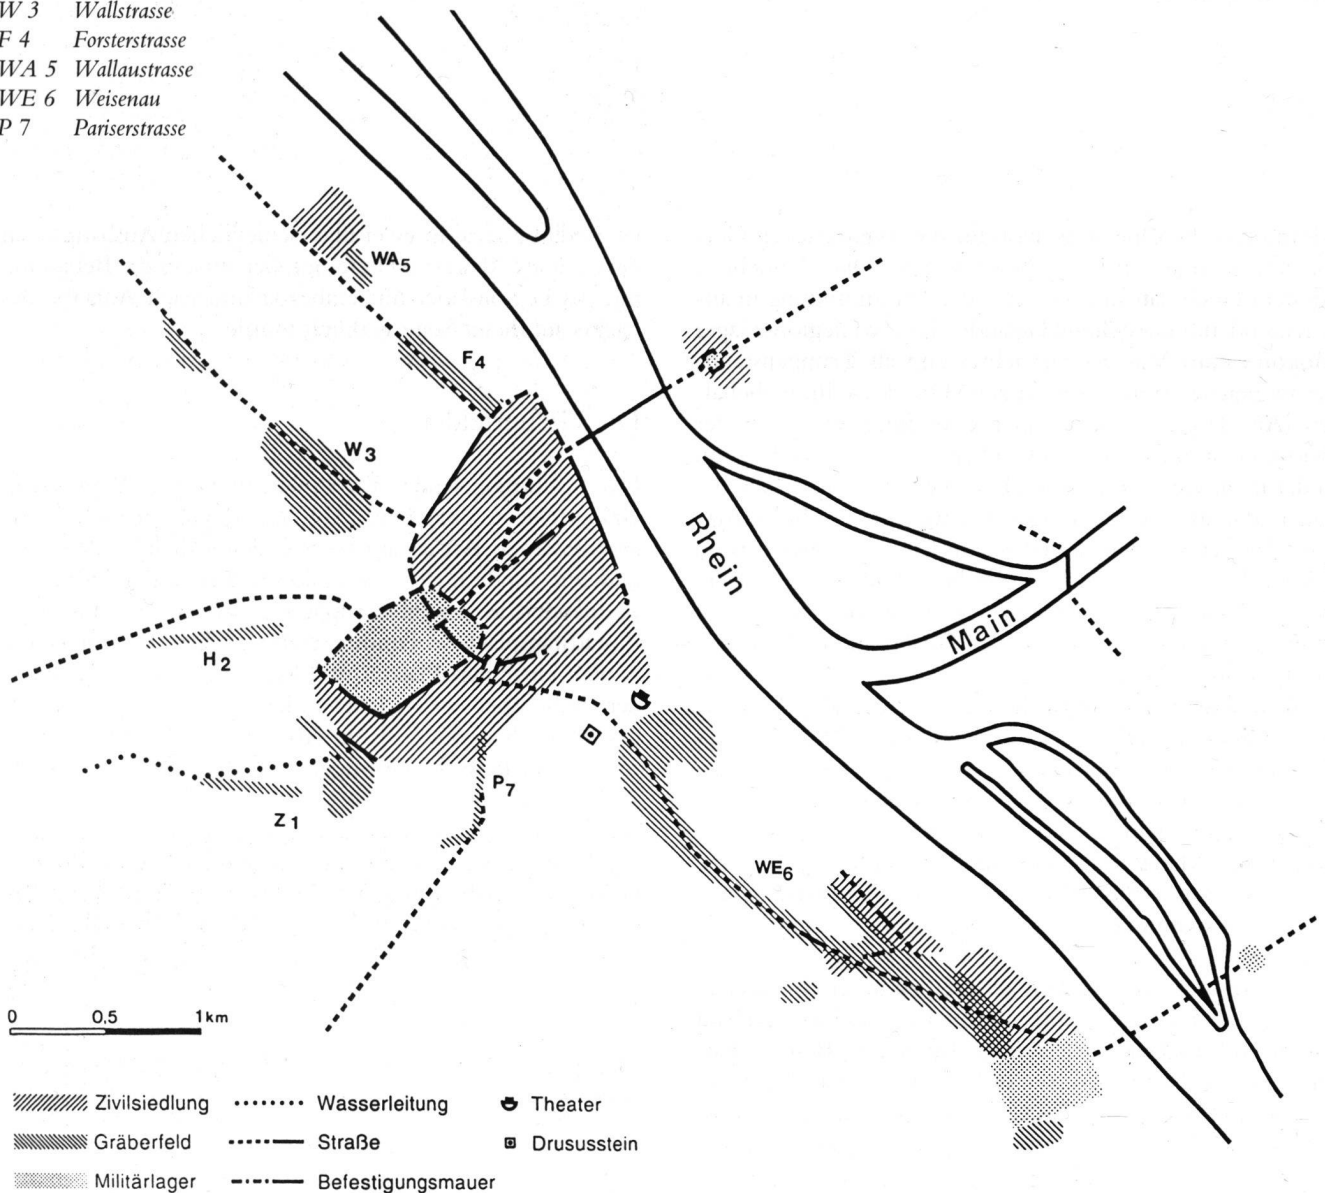 W 3 Wallstrasse
F 4 Forsterstrasse
WA 5 Wallaustrasse
WE 6 Weisenau
P 7 Pariserstrasse
WA5
F4
W3
Rhein
Main
H2
P7
Z1
WE6
0 0,5 1km
Zivilsiedlung Wasserleitung Theater
Gräberfeld Straße Drususstein
Militärlager Befestigungsmauer